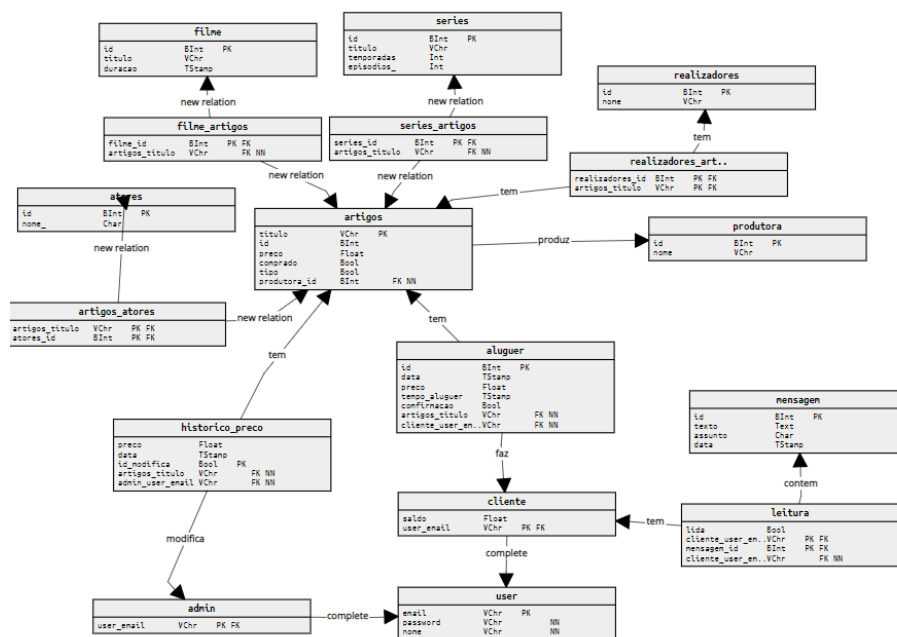 filme
id BInt PK
titulo VChr
duracao TStamp
series
id BInt PK
titulo VChr
temporadas Int
episodios_ Int
realizadores
id BInt PK
nome VChr
new relation
new relation
tem
filme_artigos
filme_id BInt PK FK
artigos_titulo VChr FK NN
series_artigos
series_id BInt PK FK
artigos_titulo VChr FK NN
realizadores_art..
realizadores_id BInt PK FK
artigos_titulo VChr PK FK
new relation
new relation
tem
atores
id BInt PK
nome_ Char
new relation
artigos
titulo VChr PK
id BInt
preco Float
comprado Bool
tipo Bool
produtora_id BInt FK NN
produz
produtora
id BInt PK
nome VChr
artigos_atores
artigos_titulo VChr PK FK
atores_id BInt PK FK
new relation
tem
tem
aluguer
id BInt PK
data TStamp
preco Float
tempo_aluguer TStamp
comfirnacao Bool
artigos_titulo VChr FK NN
cliente_user_en..VChr FK NN
mensagem
id BInt PK
texto Text
assunto Char
data TStamp
historico_preco
preco Float
data TStamp
id_modifica Bool PK
artigos_titulo VChr FK NN
admin_user_email VChr FK NN
faz
contem
cliente
saldo Float
user_email VChr PK FK
tem
leitura
lida Bool
cliente_user_en..VChr PK FK
mensagem_id BInt PK FK
cliente_user_en..VChr FK NN
modifica
complete
admin
user_email VChr PK FK
complete
user
email VChr PK
password VChr NN
nome VChr NN